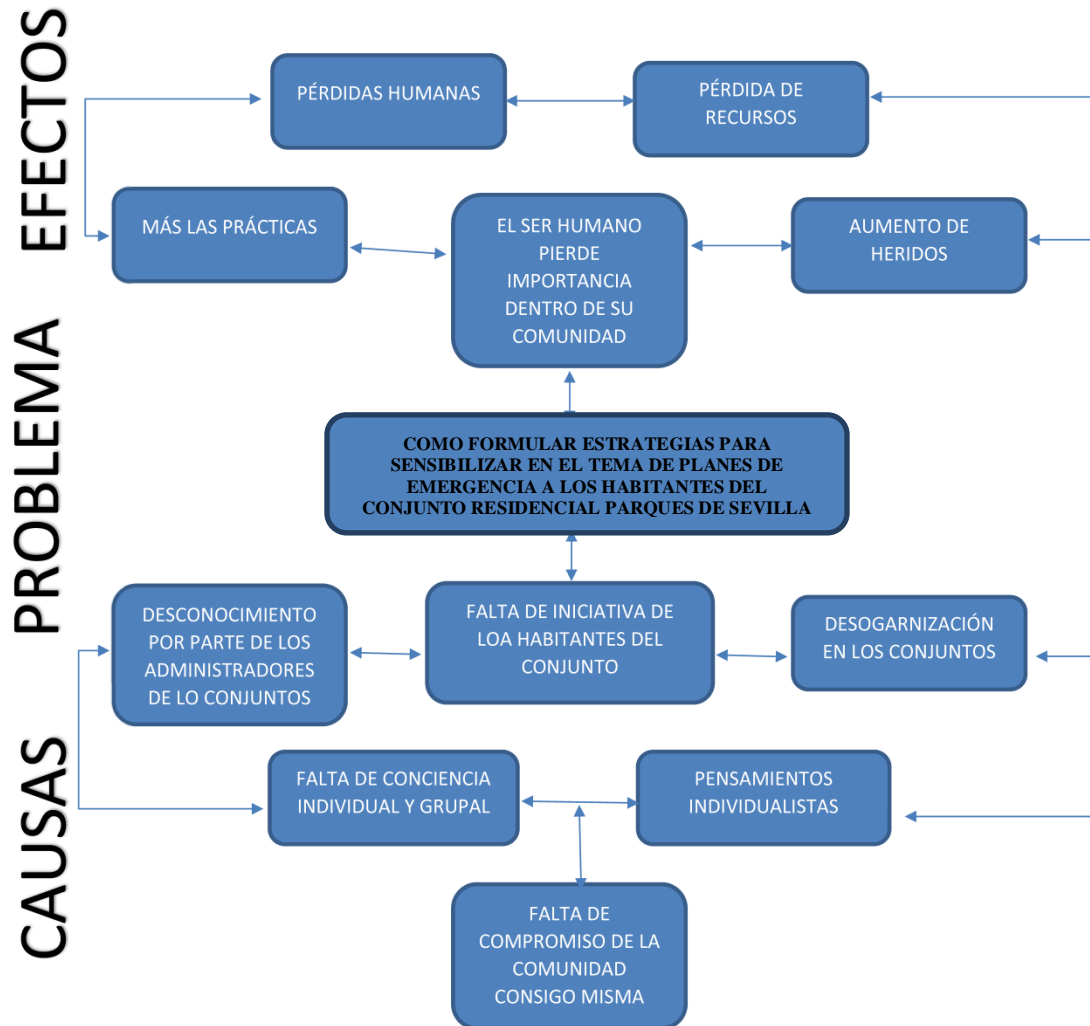 EFECTOS
PÉRDIDAS HUMANAS
PÉRDIDA DE
RECURSOS
MÁS LAS PRÁCTICAS
EL SER HUMANO
PIERDE
IMPORTANCIA
DENTRO DE SU
COMUNIDAD
AUMENTO DE
HERIDOS
PROBLEMA
COMO FORMULAR ESTRATEGIAS PARA
SENSIBILIZAR EN EL TEMA DE PLANES DE
EMERGENCIA A LOS HABITANTES DEL
CONJUNTO RESIDENCIAL PARQUES DE SEVILLA
CAUSAS
DESCONOCIMIENTO
POR PARTE DE LOS
ADMINISTRADORES
DE LO CONJUNTOS
FALTA DE INICIATIVA DE
LOA HABITANTES DEL
CONJUNTO
DESOGARNIZACIÓN
EN LOS CONJUNTOS
FALTA DE CONCIENCIA
INDIVIDUAL Y GRUPAL
PENSAMIENTOS
INDIVIDUALISTAS
FALTA DE
COMPROMISO DE LA
COMUNIDAD
CONSIGO MISMA